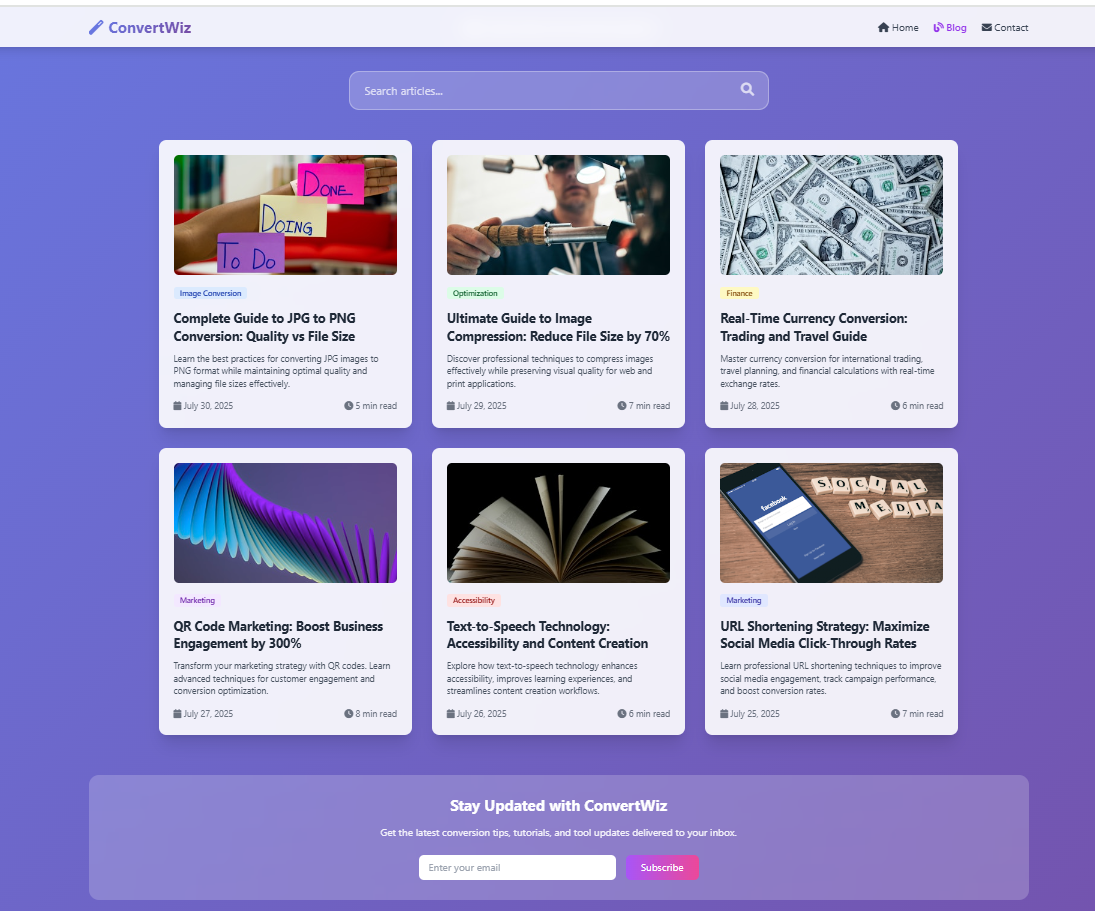 ConvertWiz
Home
Blog
Contact
Search articles...
DONE
DOING
To Do
Image Conversion
Complete Guide to JPG to PNG
Conversion: Quality vs File Size
Learn the best practices for converting JPG images to
PNG format while maintaining optimal quality and
managing file sizes effectively.
July 30, 2025
5 min read
Optimization
Ultimate Guide to Image
Compression: Reduce File Size by 70%
Discover professional techniques to compress images
effectively while preserving visual quality for web and
print applications.
July 29, 2025
7 min read
Finance
Real-Time Currency Conversion:
Trading and Travel Guide
Master currency conversion for international trading,
travel planning, and financial calculations with real-time
exchange rates.
July 28, 2025
6 min read
Marketing
QR Code Marketing: Boost Business
Engagement by 300%
Transform your marketing strategy with QR codes. Learn
advanced techniques for customer engagement and
conversion optimization.
July 27, 2025
8 min read
Accessibility
Text-to-Speech Technology:
Accessibility and Content Creation
Explore how text-to-speech technology enhances
accessibility, improves learning experiences, and
streamlines content creation workflows.
July 26, 2025
6 min read
facebook
SOCIAL
MEDIA
Marketing
URL Shortening Strategy: Maximize
Social Media Click-Through Rates
Learn professional URL shortening techniques to improve
social media engagement, track campaign performance,
and boost conversion rates.
July 25, 2025
7 min read
Stay Updated with ConvertWiz
Get the latest conversion tips, tutorials, and tool updates delivered to your inbox.
Enter your email
Subscribe